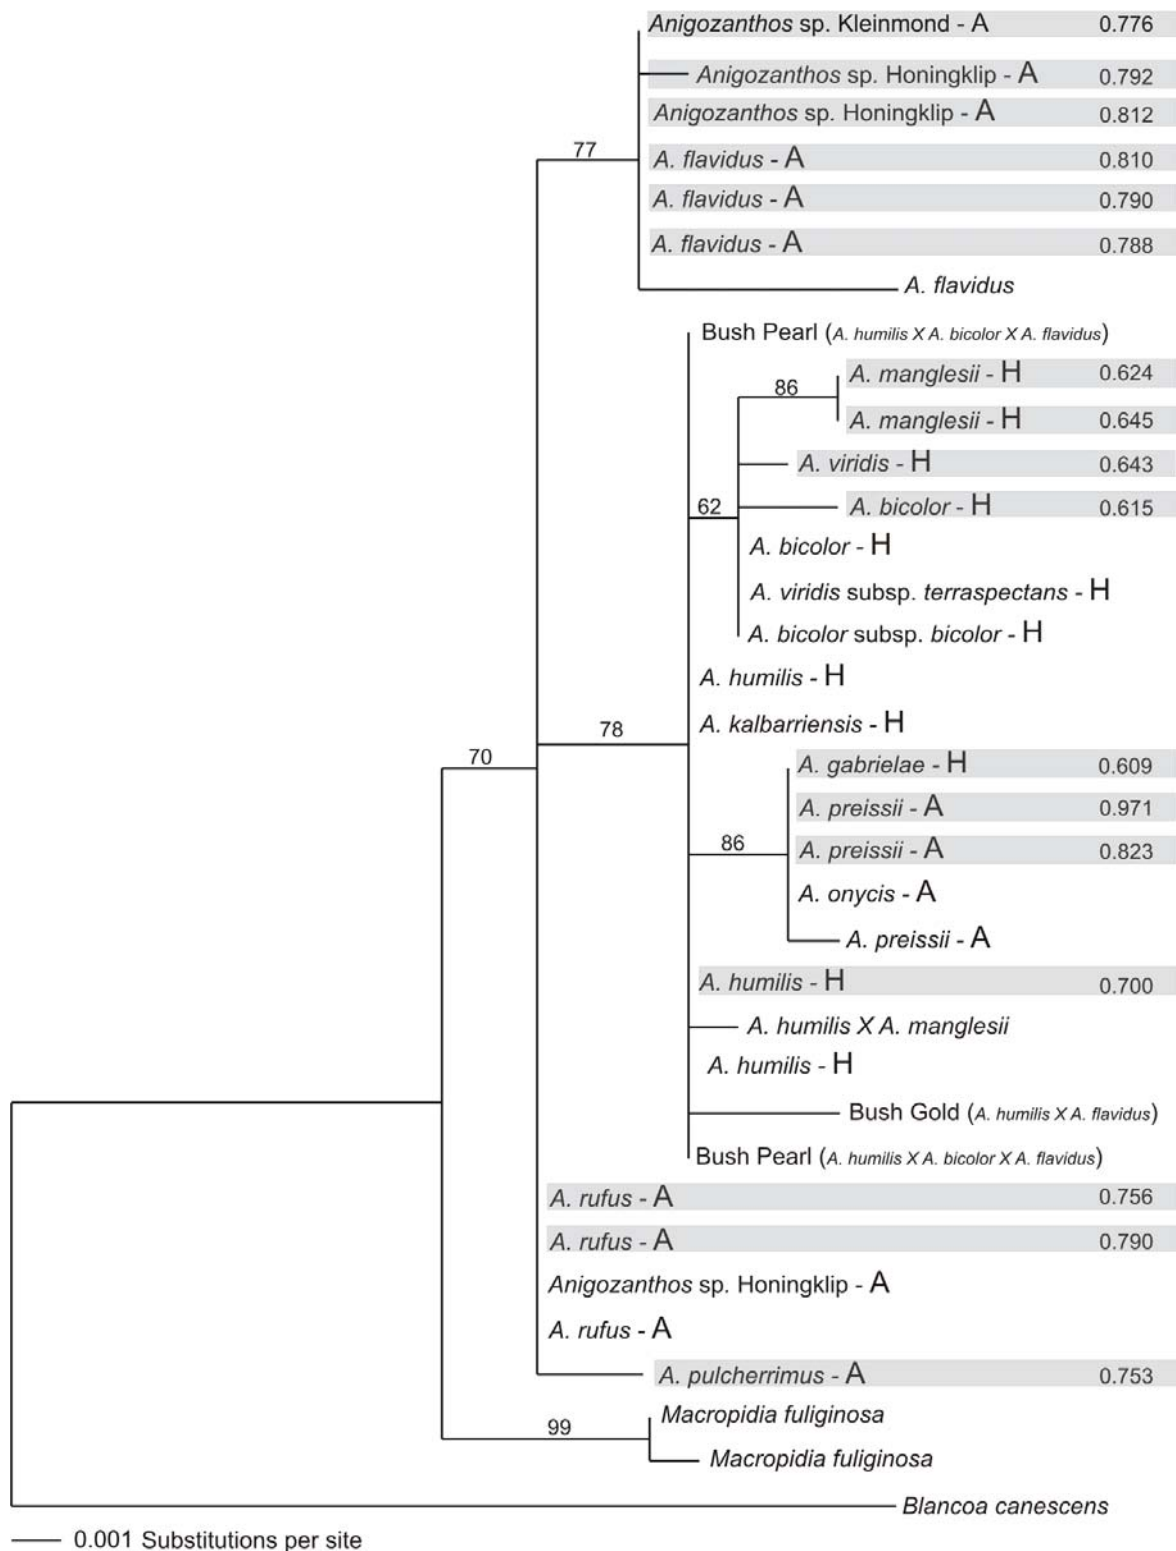 Anigozanthos sp. Kleinmond - A 0.776
Anigozanthos sp. Honingklip - A 0.792
Anigozanthos sp. Honingklip - A 0.812
77
A. flavidus - A 0.810
A. flavidus - A 0.790
A. flavidus - A 0.788
A. flavidus
Bush Pearl (A. humilis X A. bicolor X A. flavidus)
A. manglesii - H 0.624
86
A. manglesii - H 0.645
A. viridis - H 0.643
62
A. bicolor - H 0.615
A. bicolor - H
A. viridis subsp. terraspectans - H
A. bicolor subsp. bicolor - H
A. humilis - H
A. kalbarriensis - H
78
70
A. gabrielae - H 0.609
A. preissii - A 0.971
86
A. preissii - A 0.823
A. onycis - A
A. preissii - A
A. humilis - H 0.700
A. humilis X A. manglesii
A. humilis - H
Bush Gold (A. humilis X A. flavidus)
Bush Pearl (A. humilis X A. bicolor X A. flavidus)
A. rufus - A 0.756
A. rufus - A 0.790
Anigozanthos sp. Honingklip - A
A. rufus - A
A. pulcherrimus - A 0.753
Macropidia fuliginosa
99
Macropidia fuliginosa
Blancoa canescens
0.001 Substitutions per site